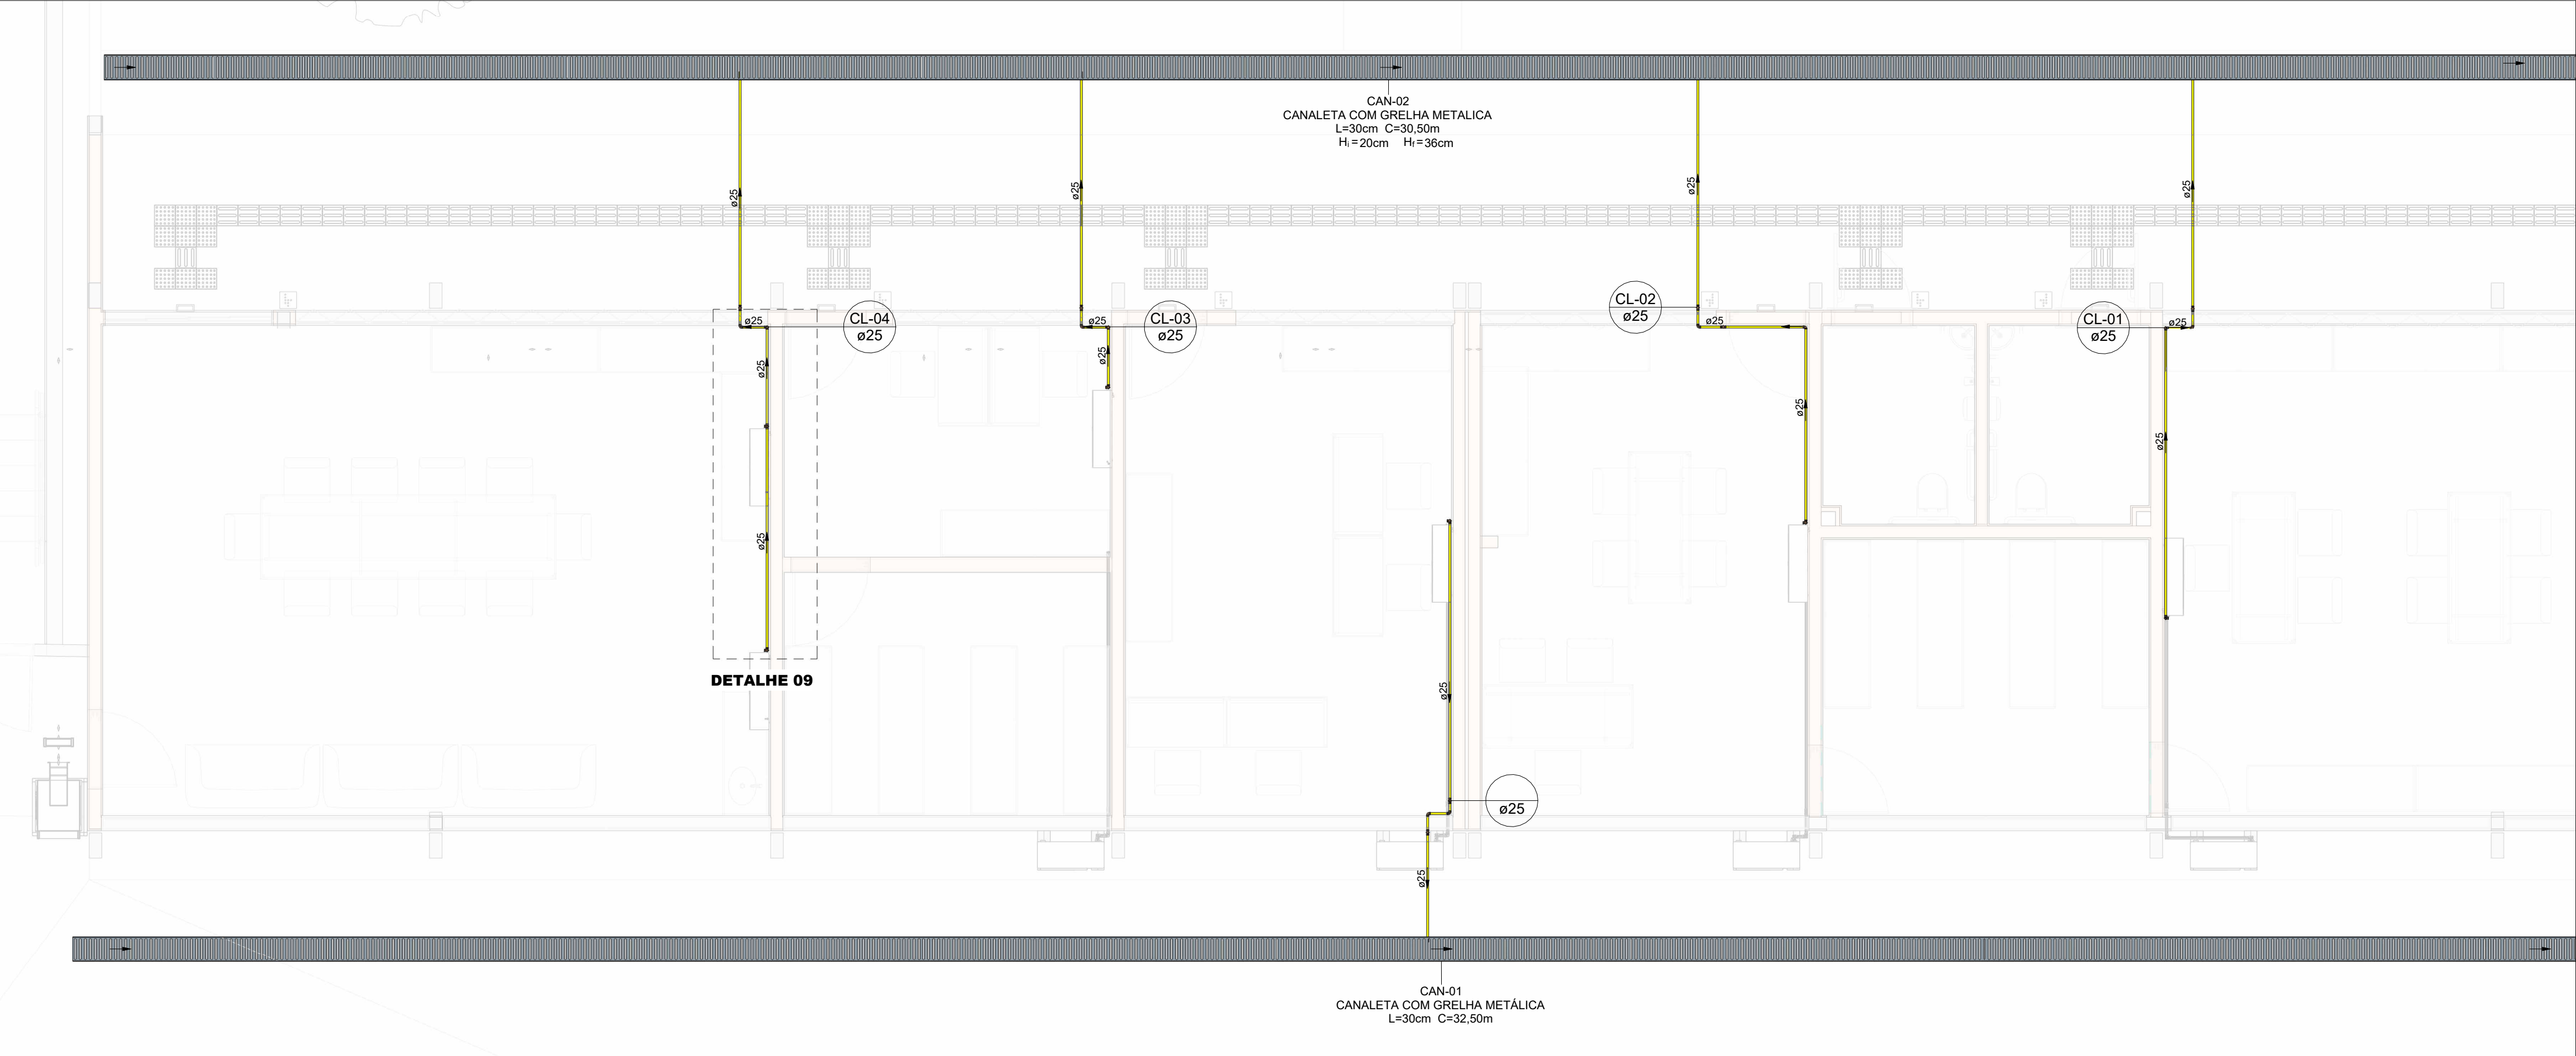 CAN-02
CANALETA COM GRELHA METALICA
L=30cm C=30,50m
Hi =20cm Hf=36cm
ø25
ø25
ø25
ø25
CL-04
ø25
CL-03
ø25
CL-02
ø25
CL-01
ø25
ø25
ø25
ø25
ø25
ø25
ø25
ø25
ø25
ø25
DETALHE 09
ø25
ø25
ø25
CAN-01
CANALETA COM GRELHA METÁLICA
L=30cm C=32,50m